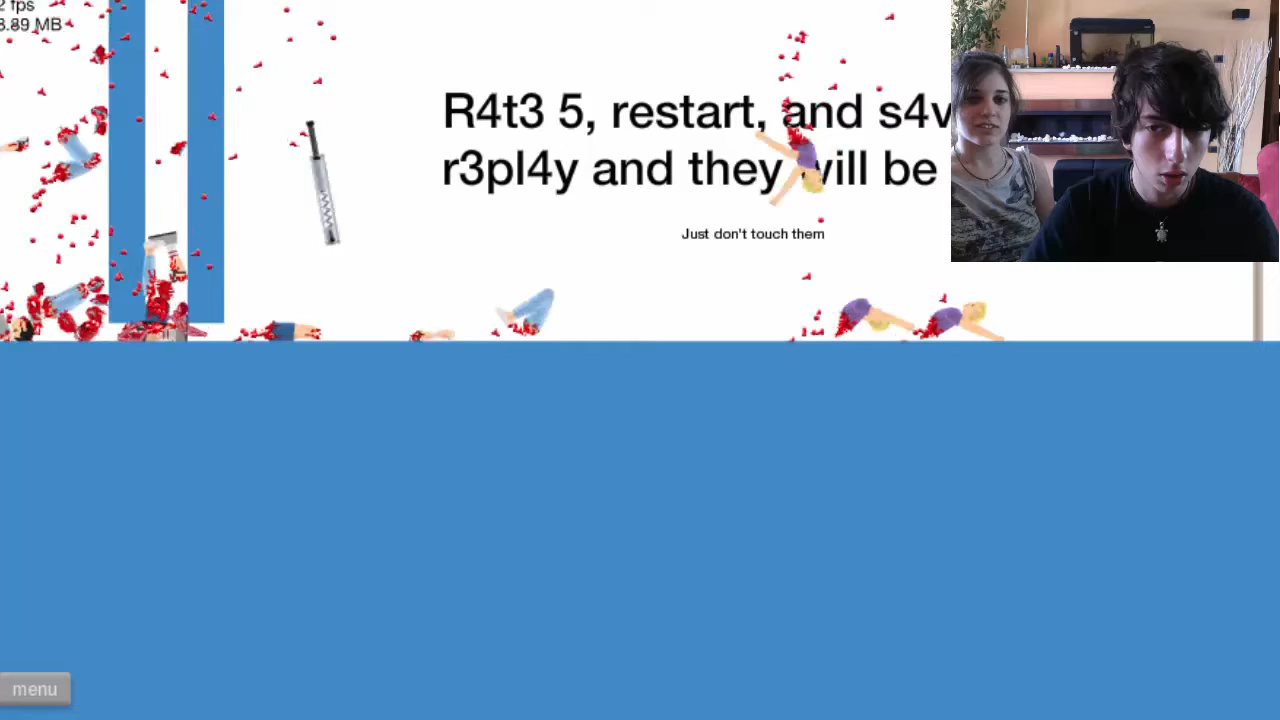 2 fps
3.89 MB
R4t3 5, restart, and s4v
r3pl4y and they will be
Just don't touch them
menu